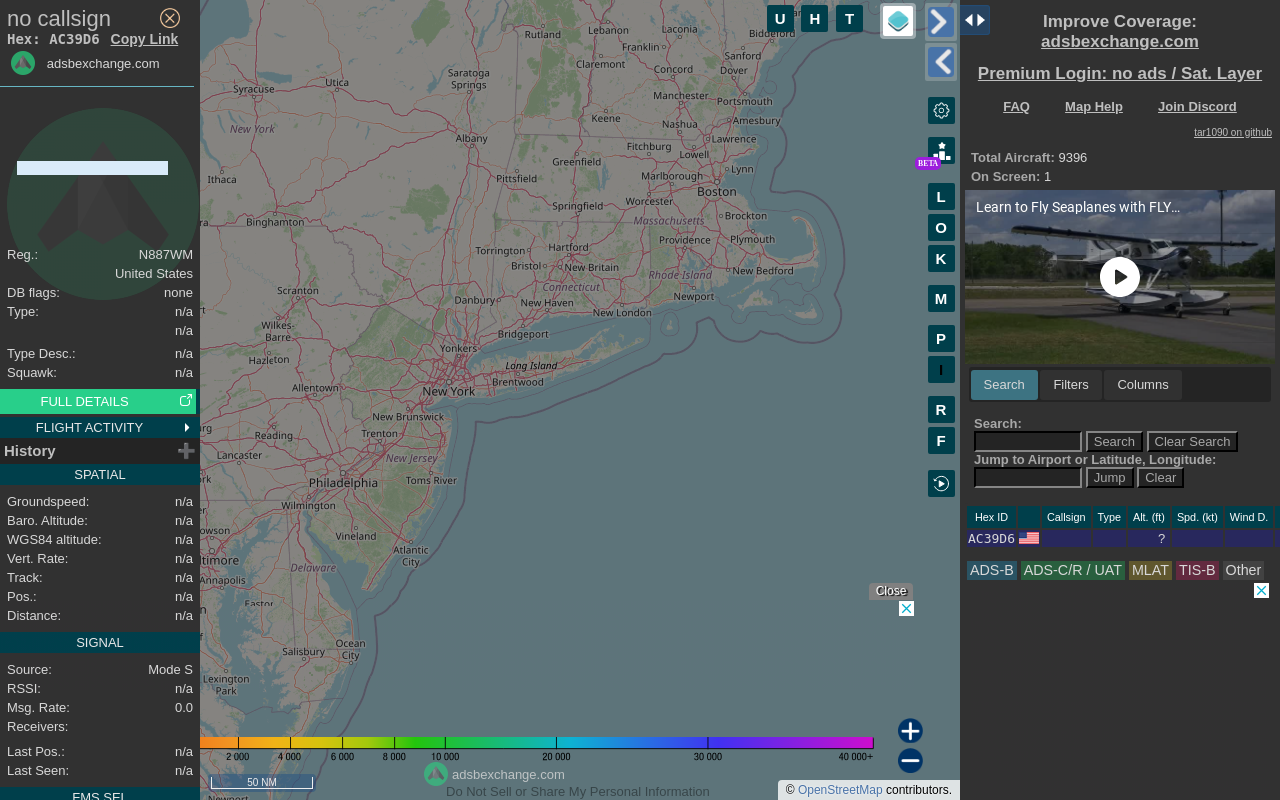 no callsign
Hex: AC39D6 Copy Link
adsbexchange.com
Reg.: N887WM
United States
DB flags: none
Type: n/a
n/a
Type Desc.: n/a
Squawk: n/a
FULL DETAILS
FLIGHT ACTIVITY
History
SPATIAL
Groundspeed: n/a
Baro. Altitude: n/a
WGS84 altitude: n/a
Vert. Rate: n/a
Track: n/a
Pos.: n/a
Distance: n/a
SIGNAL
Source: Mode S
RSSI: n/a
Msg. Rate: 0.0
Receivers:
Last Pos.: n/a
Last Seen: n/a
FMS SEL
U H T
BETA
L
O
K
M
P
I
R
F
Rutland
Lebanon
Laconia
Franklin
Biddeford
Claremont
Sanford
Concord
Dover
Saratoga
Springs
Utica
Syracuse
Manchester
Portsmouth
Keene
Amesbury
Nashua
New York
Albany
Lawrence
Fitchburg
Lowell
Greenfield
Lynn
Ithaca
Pittsfield
Marlborough
Boston
Worcester
Springfield
Massachusetts
Brockton
Binghamton
Hartford
Providence
Plymouth
Torrington
Bristol
New Britain
Rhode Island
New Bedford
Connecticut
Scranton
Danbury
New Haven
Newport
New London
Wilkes-
Barre
Bridgeport
Yonkers
Hazleton
Long Island
Brentwood
Allentown
New York
New Brunswick
Reading
Trenton
Lancaster
New Jersey
Philadelphia
Toms River
Wilmington
Vineland
Atlantic
City
Delaware
Annapolis
Easton
Ocean
City
Salisbury
Lexington
Park
Newport
Close
2 000 4 000 6 000 8 000 10 000 20 000 30 000 40 000+
50 NM
adsbexchange.com
Do Not Sell or Share My Personal Information
© OpenStreetMap contributors.
Improve Coverage:
adsbexchange.com
Premium Login: no ads / Sat. Layer
FAQ Map Help Join Discord
tar1090 on github
Total Aircraft: 9396
On Screen: 1
Learn to Fly Seaplanes with FLY...
Search Filters Columns
Search:
Search Clear Search
Jump to Airport or Latitude, Longitude:
Jump Clear
Hex ID Callsign Type Alt. (ft) Spd. (kt) Wind D.
AC39D6 ?
ADS-B ADS-C/R / UAT MLAT TIS-B Other